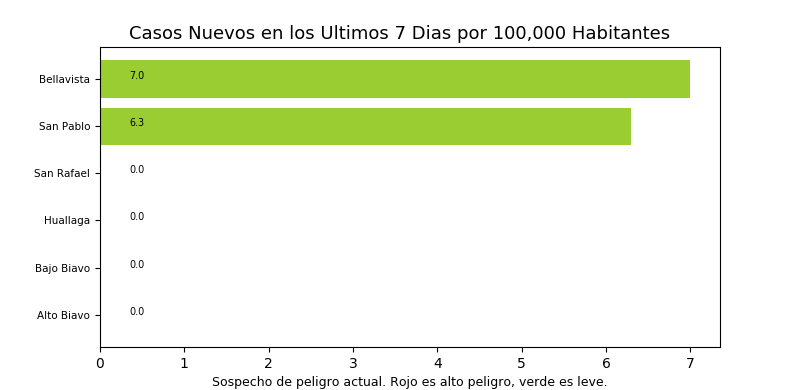 Casos Nuevos en los Ultimos 7 Dias por 100,000 Habitantes
Bellavista 7.0
San Pablo 6.3
San Rafael 0.0
Huallaga 0.0
Bajo Biavo 0.0
Alto Biavo 0.0
0 1 2 3 4 5 6 7
Sospecho de peligro actual. Rojo es alto peligro, verde es leve.